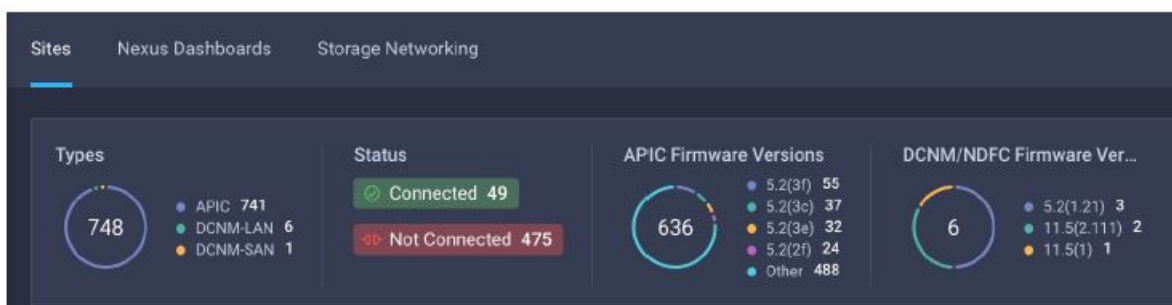 Sites Nexus Dashboards Storage Networking
Types
748
APIC 741
DCNM-LAN 6
DCNM-SAN 1
Status
Connected 49
Not Connected 475
APIC Firmware Versions
636
5.2(3f) 55
5.2(3c) 37
5.2(3e) 32
5.2(2f) 24
Other 488
DCNM/NDFC Firmware Ver...
6
5.2(1.21) 3
11.5(2.111) 2
11.5(1) 1